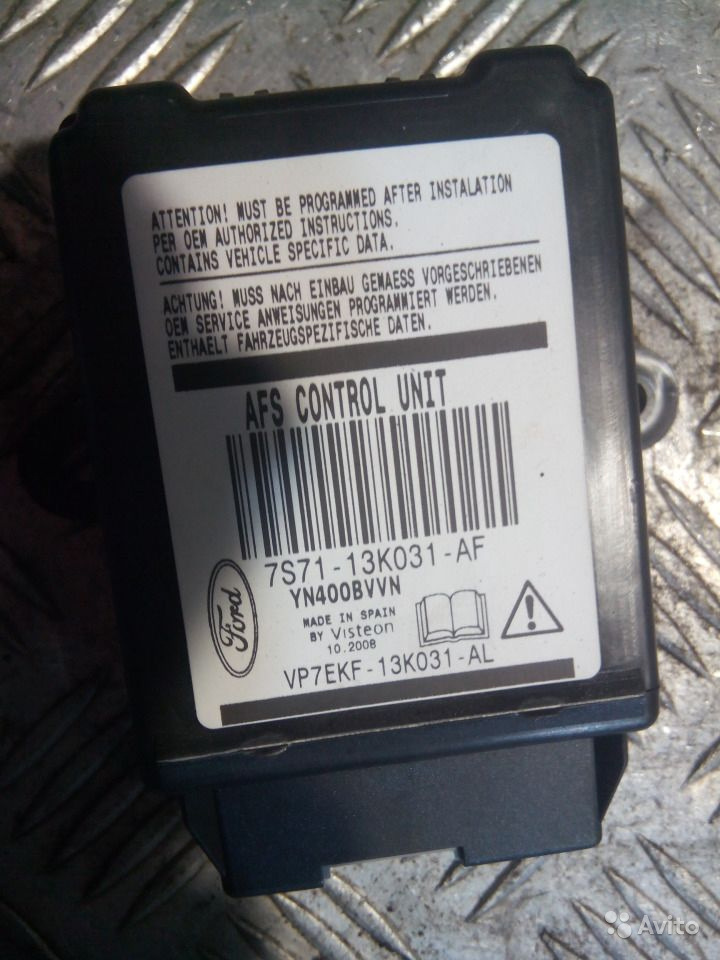 ATTENTION! MUST BE PROGRAMMED AFTER INSTALATION
PER OEM AUTHORIZED INSTRUCTIONS.
CONTAINS VEHICLE SPECIFIC DATA.
ACHTUNG! MUSS NACH EINBAU GEMAESS VORGESCHRIEBENEN
OEM SERVICE ANWEISUNGEN PROGRAMMIERT WERDEN.
ENTHAELT FAHRZEUGSPEZIFISCHE DATEN.
AFS CONTROL UNIT
7S71-13K031-AF
YN400BVVN
Ford
MADE IN SPAIN
BY Visteon
10.2008
VP7EKF-13K031-AL
Avito